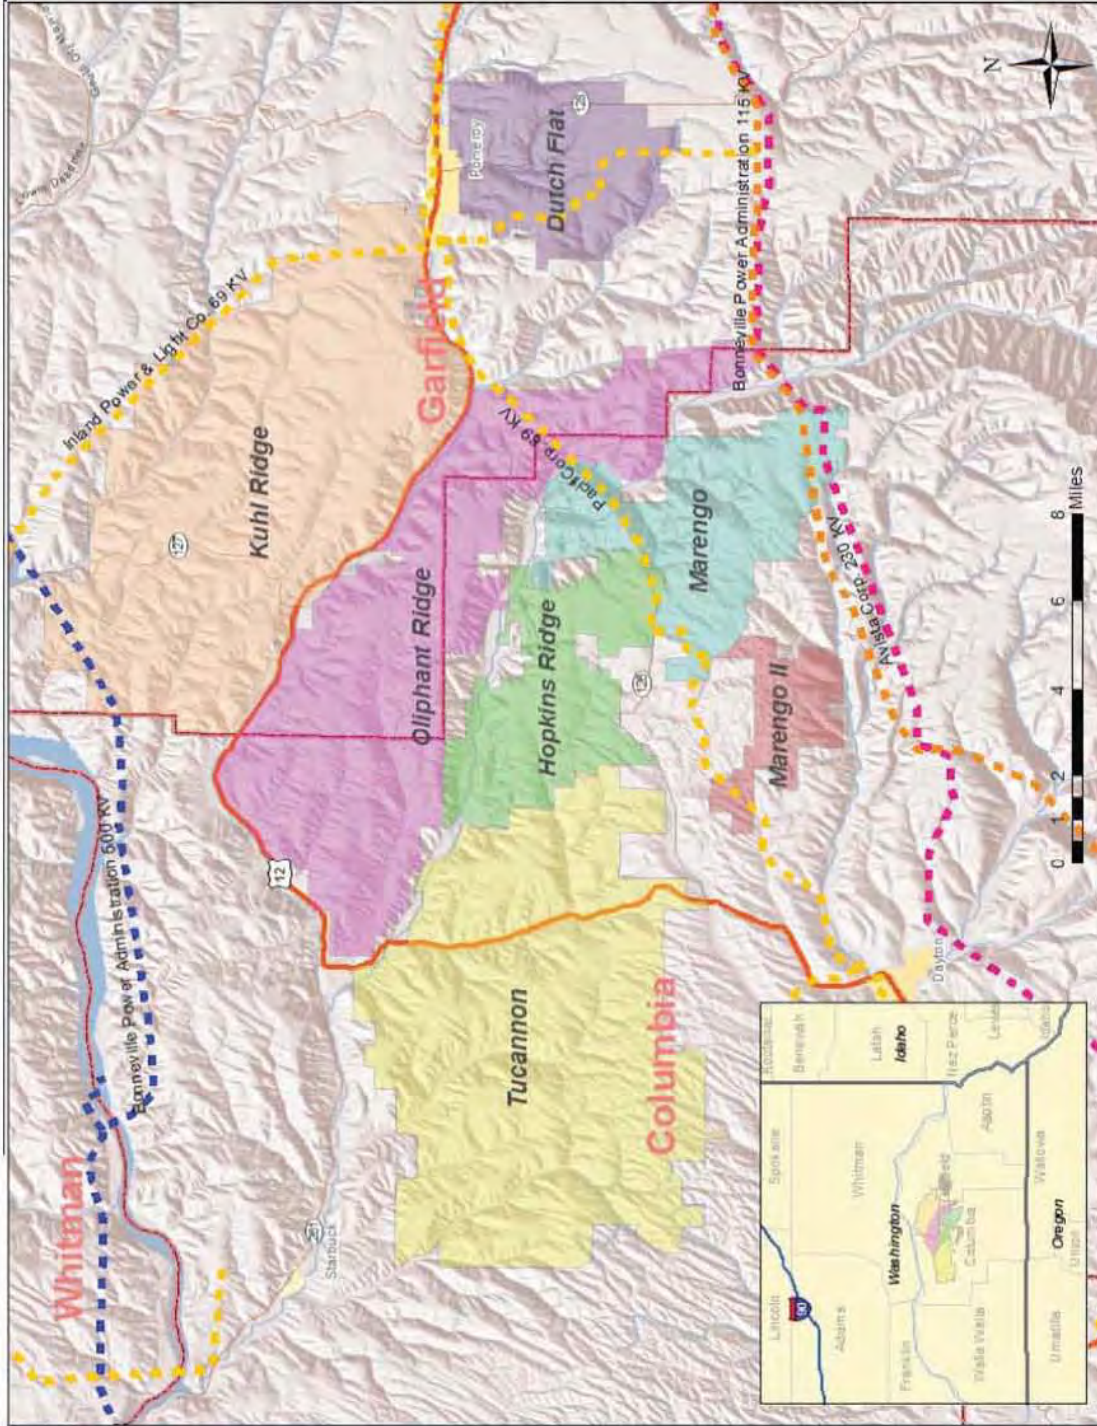 Whitman
Bonneville Power Administration 500 KV
Inland Power & Light Co. 69 KV
127
Kuhl Ridge
12
Garfield
Pomeroy
128
Dutch Flat
Oliphant Ridge
PacifiCorp. 69 KV
Bonneville Power Administration 115 KV
Hopkins Ridge
Marengo
126
Marengo II
Avista Corp. 230 KV
Tucannon
Columbia
261
Starbuck
Dayton
N
0 1 2 4 6 8
Miles
Lincoln
Spokane
Benewah
90
Adams
Whitman
Latah
Idaho
Washington
Franklin
Garfield
Nez Perce
Columbia
Asotin
Lewis
Idaho
Walla Walla
Umatilla
Union
Wallowa
Oregon